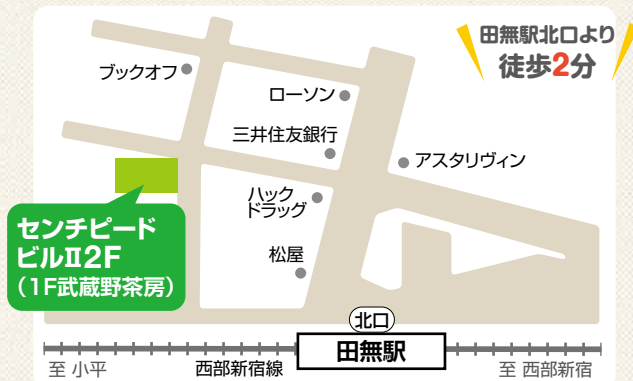 田無駅北口より
徒歩2分
ブックオフ
ローソン
三井住友銀行
アスタリヴィン
ハック
ドラッグ
センチピード
ビルⅡ2F
(1F武蔵野茶房)
松屋
北口
田無駅
至 小平
西部新宿線
至 西部新宿